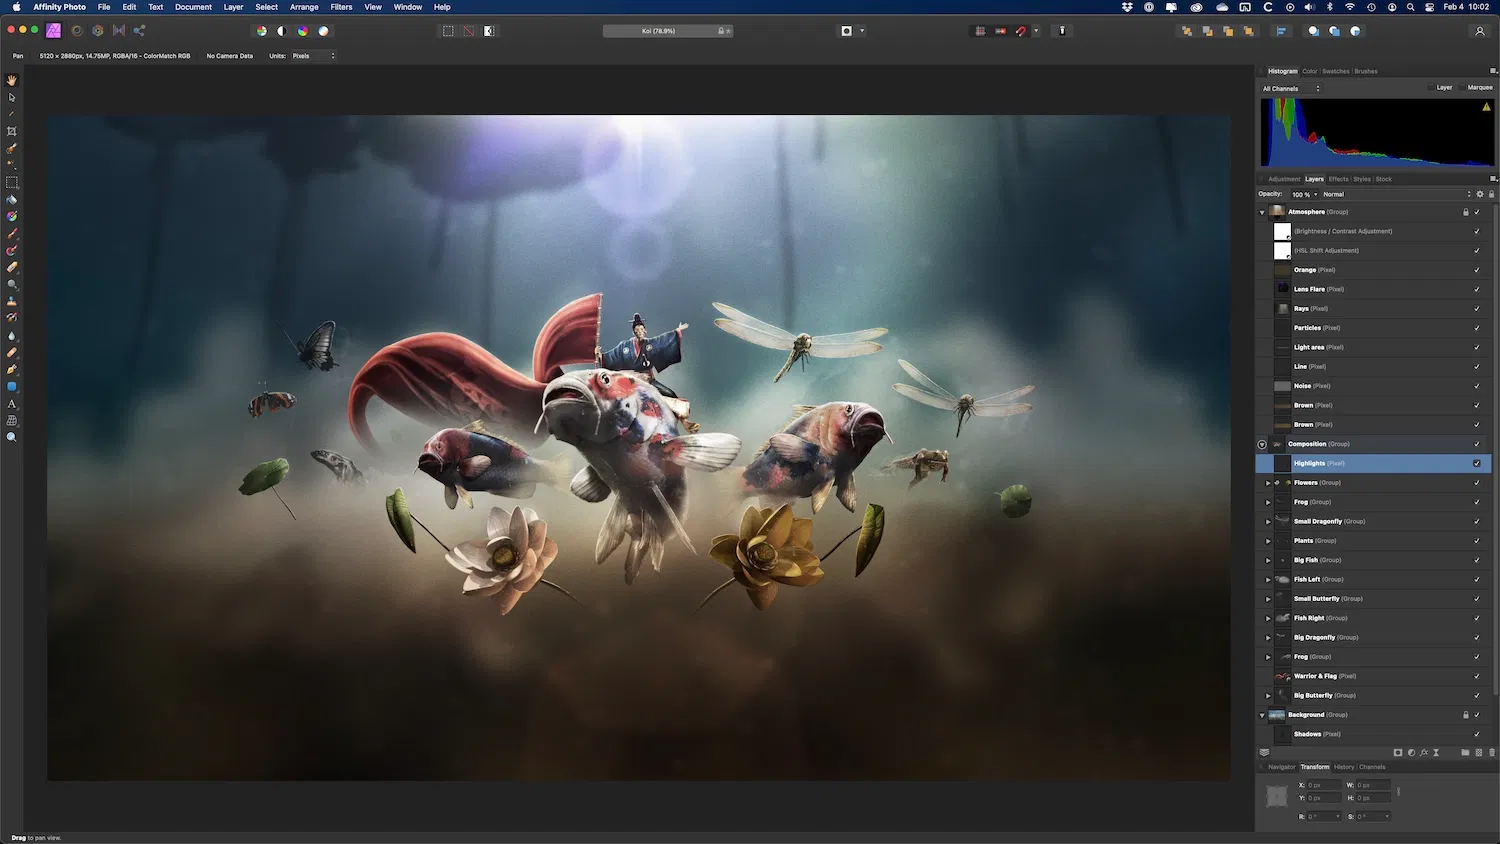 Affinity Photo File Edit Text Document Layer Select Arrange Filters View Window Help
Feb 4 10:02
Koi (78.9%)
Pan 5120 × 2880px, 14.75MP, RGBA/16 - ColorMatch RGB No Camera Data Units: Pixels
Histogram Color Swatches Brushes
All Channels Layer Marquee
Adjustment Layers Effects Styles Stock
Opacity: 100 % Normal
Atmosphere (Group)
(Brightness / Contrast Adjustment)
(HSL Shift Adjustment)
Orange (Pixel)
Lens Flare (Pixel)
Rays (Pixel)
Particles (Pixel)
Light area (Pixel)
Line (Pixel)
Noise (Pixel)
Brown (Pixel)
Brown (Pixel)
Composition (Group)
Highlights (Pixel)
Flowers (Group)
Frog (Group)
Small Dragonfly (Group)
Plants (Group)
Big Fish (Group)
Fish Left (Group)
Small Butterfly (Group)
Fish Right (Group)
Big Dragonfly (Group)
Frog (Group)
Warrior & Flag (Pixel)
Big Butterfly (Group)
Background (Group)
Shadows (Pixel)
Navigator Transform History Channels
X: 0 px W: 0 px
Y: 0 px H: 0 px
R: 0 ° S: 0 °
Drag to pan view.